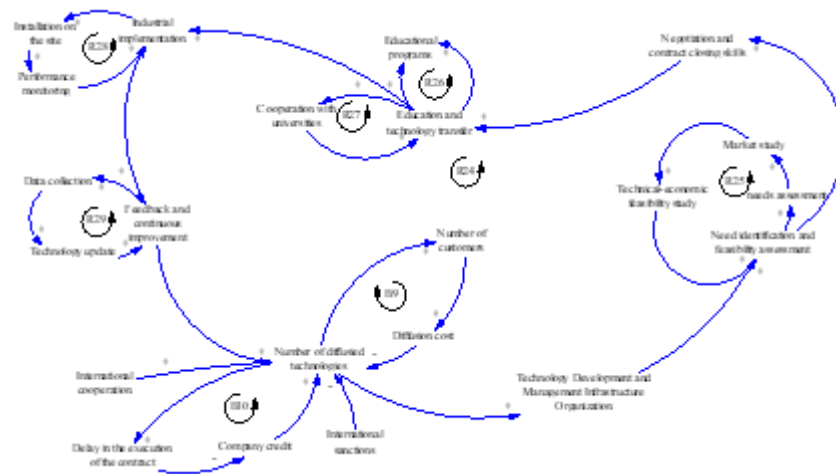 Installation on
the site
Industrial
implementation
R28
Performance
monitoring
Educational
programs
R26
Cooperation with
universities
R27
Education and
technology transfer
R24
Negotiation and
contract closing skills
Market study
R25
needs assessment
Technical-economic
feasibility study
Need identification and
feasibility assessment
Data collection
R29
Feedback and
continuous
improvement
Technology update
Number of
customers
B9
Diffusion cost
Number of diffused
technologies
International
cooperation
B10
Delay in the execution
of the contract
Company credit
International
sanctions
Technology Development and
Management Infrastructure
Organization